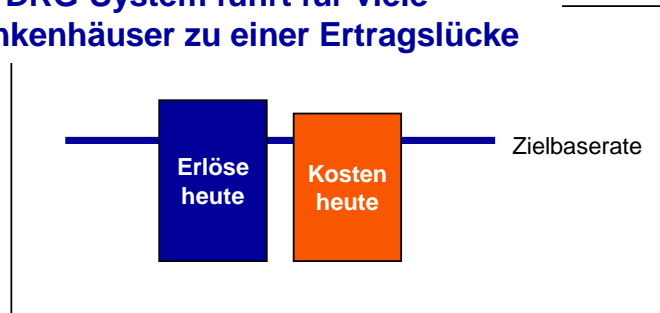 DRG-System führt für viele
nkenhäuser zu einer Ertragslücke
Zielbaserate
Erlöse
heute
Kosten
heute